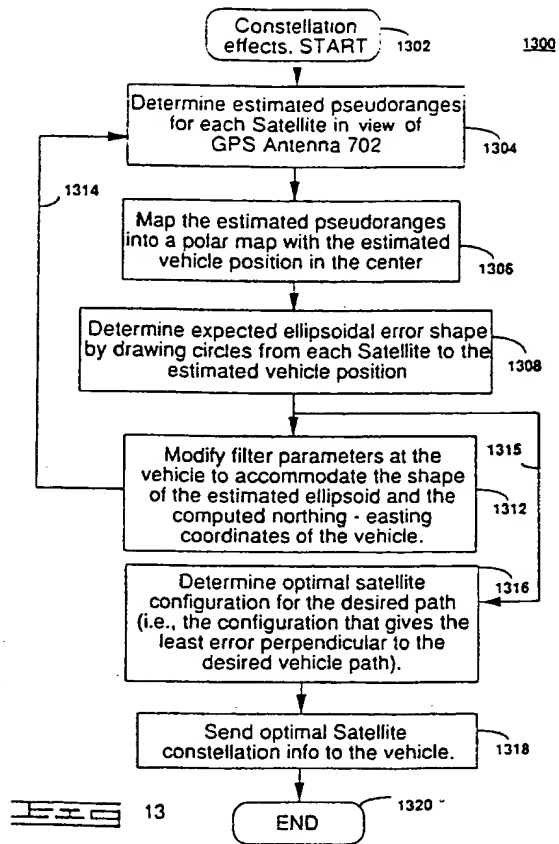 Constellation
effects. START
1302
1300
Determine estimated pseudoranges
for each Satellite in view of
GPS Antenna 702
1304
1314
Map the estimated pseudoranges
into a polar map with the estimated
vehicle position in the center
1306
Determine expected ellipsoidal error shape
by drawing circles from each Satellite to the
estimated vehicle position
1308
1315
Modify filter parameters at the
vehicle to accommodate the shape
of the estimated ellipsoid and the
computed northing - easting
coordinates of the vehicle.
1312
1316
Determine optimal satellite
configuration for the desired path
(i.e., the configuration that gives the
least error perpendicular to the
desired vehicle path).
Send optimal Satellite
constellation info to the vehicle.
1318
13
1320
END